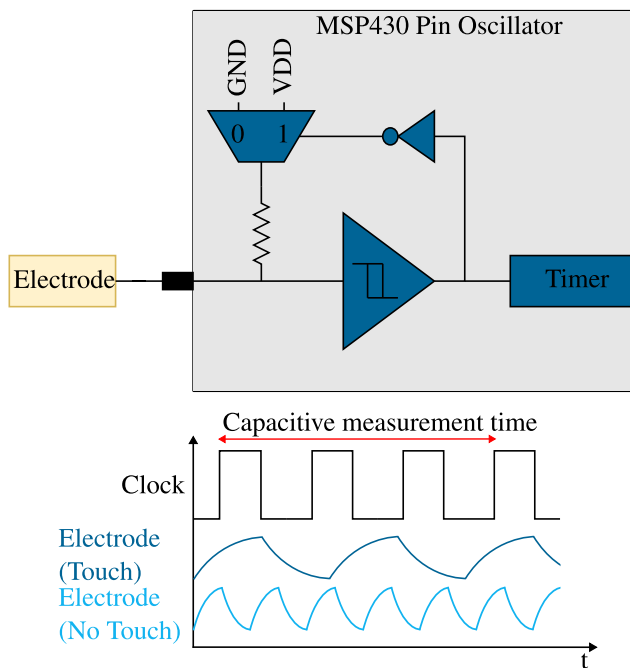 MSP430 Pin Oscillator
GND
VDD
0
1
Electrode
Timer
Capacitive measurement time
Clock
Electrode
(Touch)
Electrode
(No Touch)
t